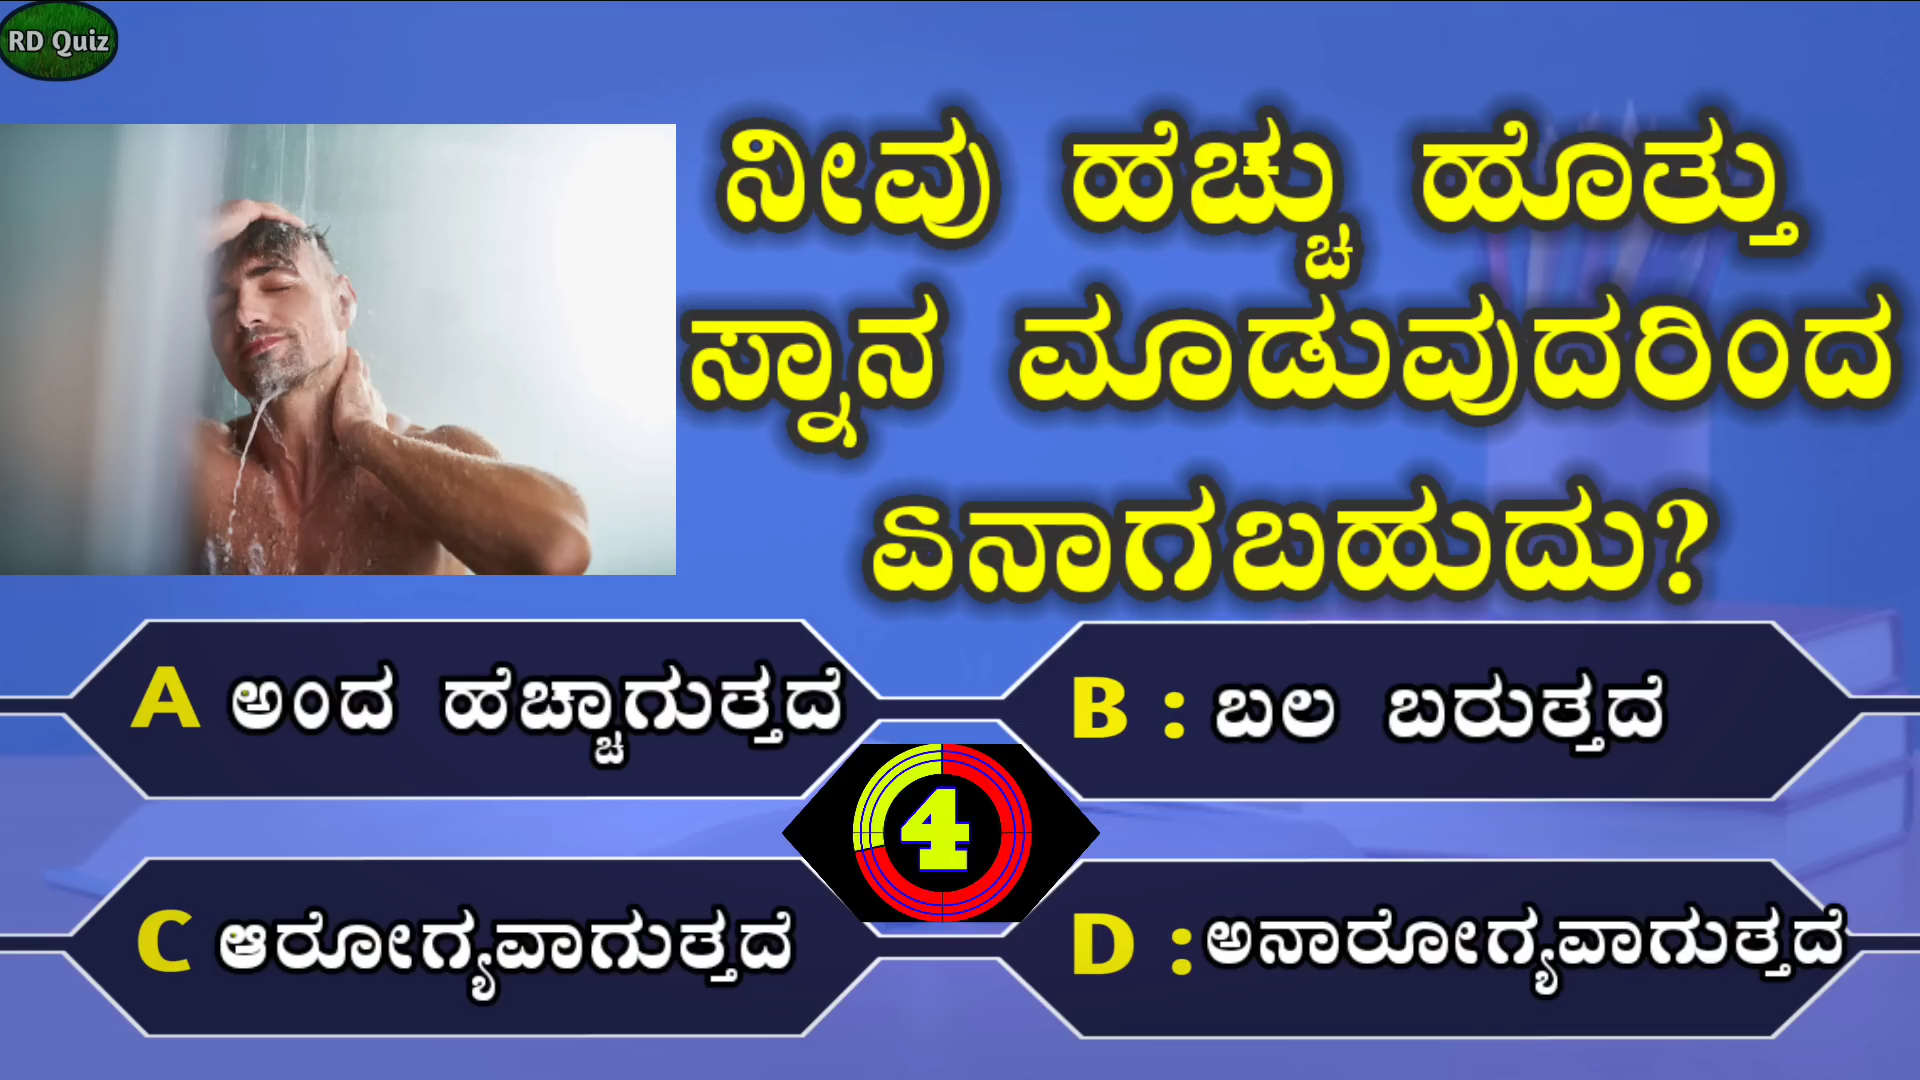 RD Quiz
ನೀವು ಹೆಚ್ಚು ಹೊತ್ತು
ಸ್ನಾನ ಮಾಡುವುದರಿಂದ
ಏನಾಗಬಹುದು?
A ಅಂದ ಹೆಚ್ಚಾಗುತ್ತದೆ
B : ಬಲ ಬರುತ್ತದೆ
4
C ಆರೋಗ್ಯವಾಗುತ್ತದೆ
D : ಅನಾರೋಗ್ಯವಾಗುತ್ತದೆ